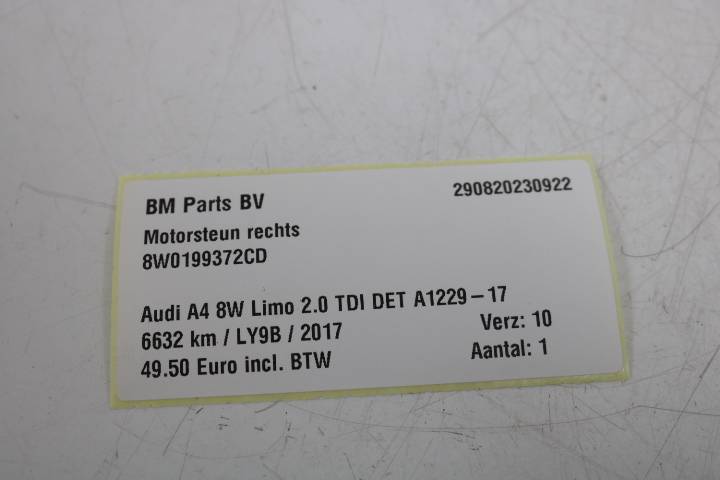 BM Parts BV 290820230922
Motorsteun rechts
8W0199372CD
Audi A4 8W Limo 2.0 TDI DET A1229-17
6632 km / LY9B / 2017 Verz: 10
49.50 Euro incl. BTW Aantal: 1